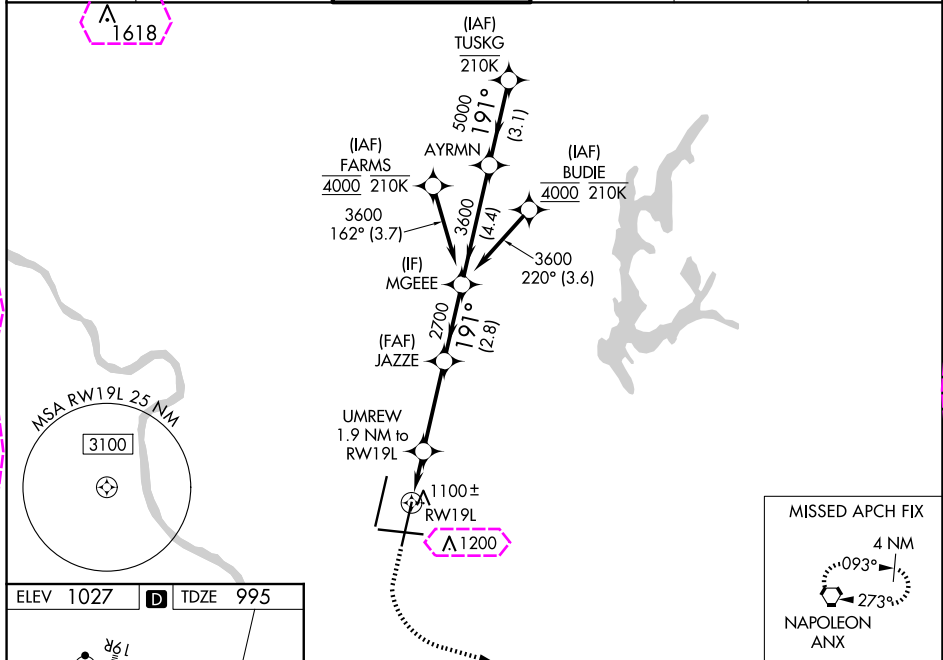 1618
(IAF)
TUSKG
210K
5000
191°
(3.1)
AYRMN
(IAF)
FARMS
4000 210K
(IAF)
BUDIE
4000 210K
3600
162° (3.7)
3600
(4.4)
3600
220° (3.6)
(IF)
MGEEE
2700
191°
(2.8)
(FAF)
JAZZE
UMREW
1.9 NM to
RW19L
MSA RW19L 25 NM
3100
1100±
RW19L
1200
MISSED APCH FIX
4 NM
093°
273°
NAPOLEON
ANX
ELEV 1027 D TDZE 995
19R